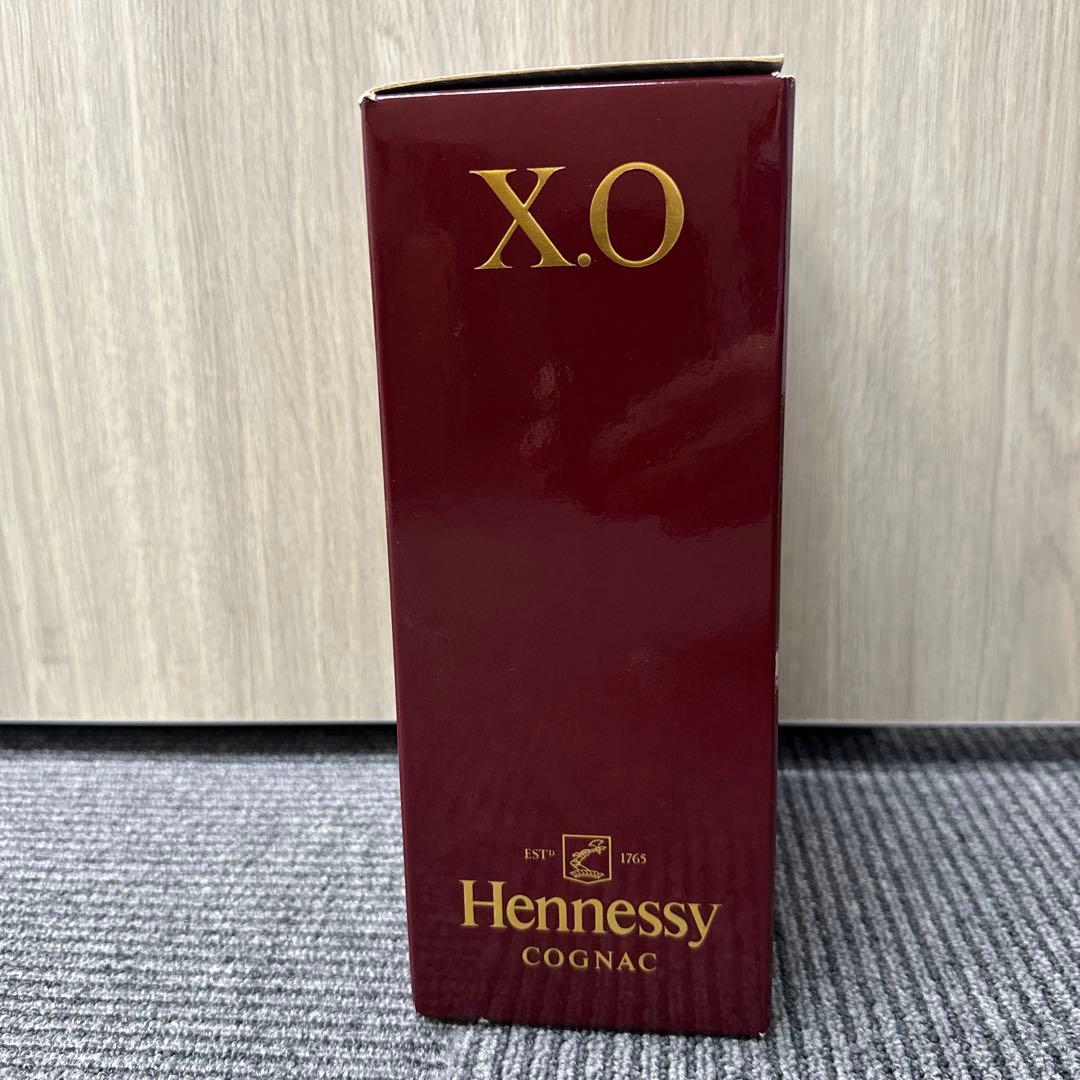 X.O
ESTᴰ 1765
Hennessy
COGNAC